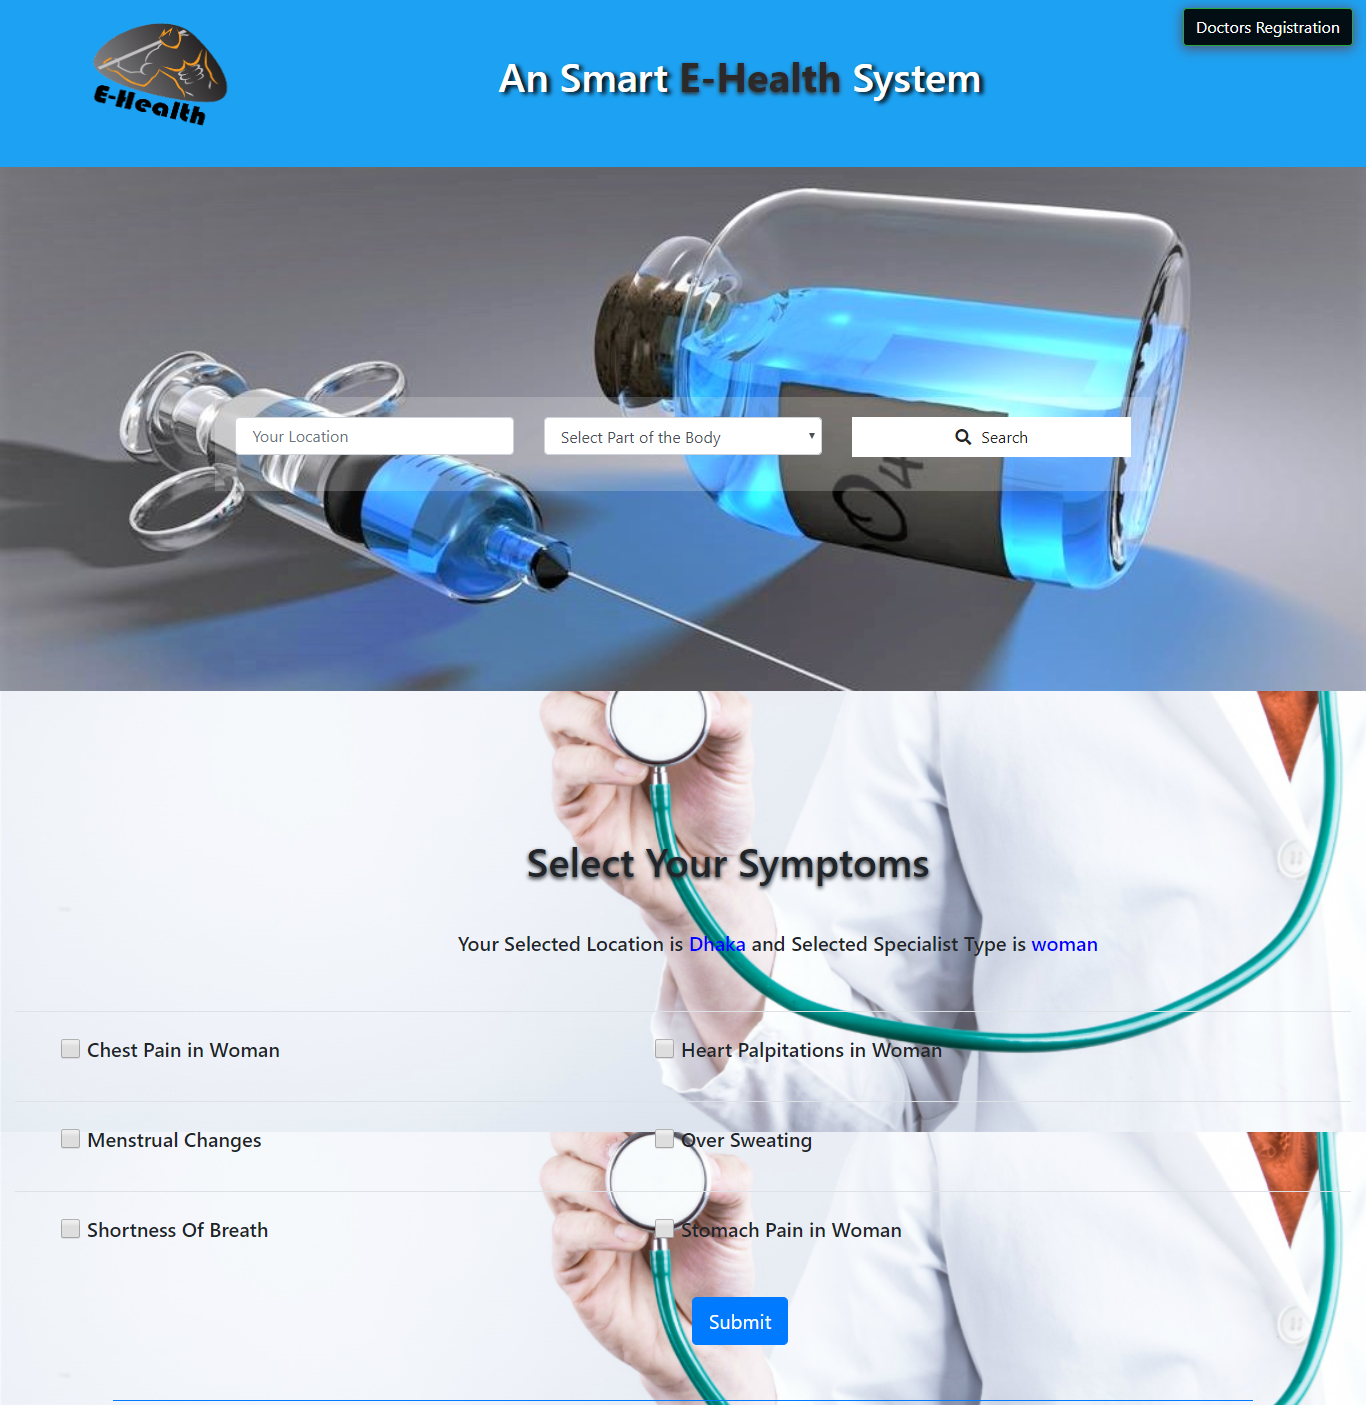 Doctors Registration
E-Health
An Smart E-Health System
Your Location
Select Part of the Body
Search
Select Your Symptoms
Your Selected Location is Dhaka and Selected Specialist Type is woman
Chest Pain in Woman
Heart Palpitations in Woman
Menstrual Changes
Over Sweating
Shortness Of Breath
Stomach Pain in Woman
Submit